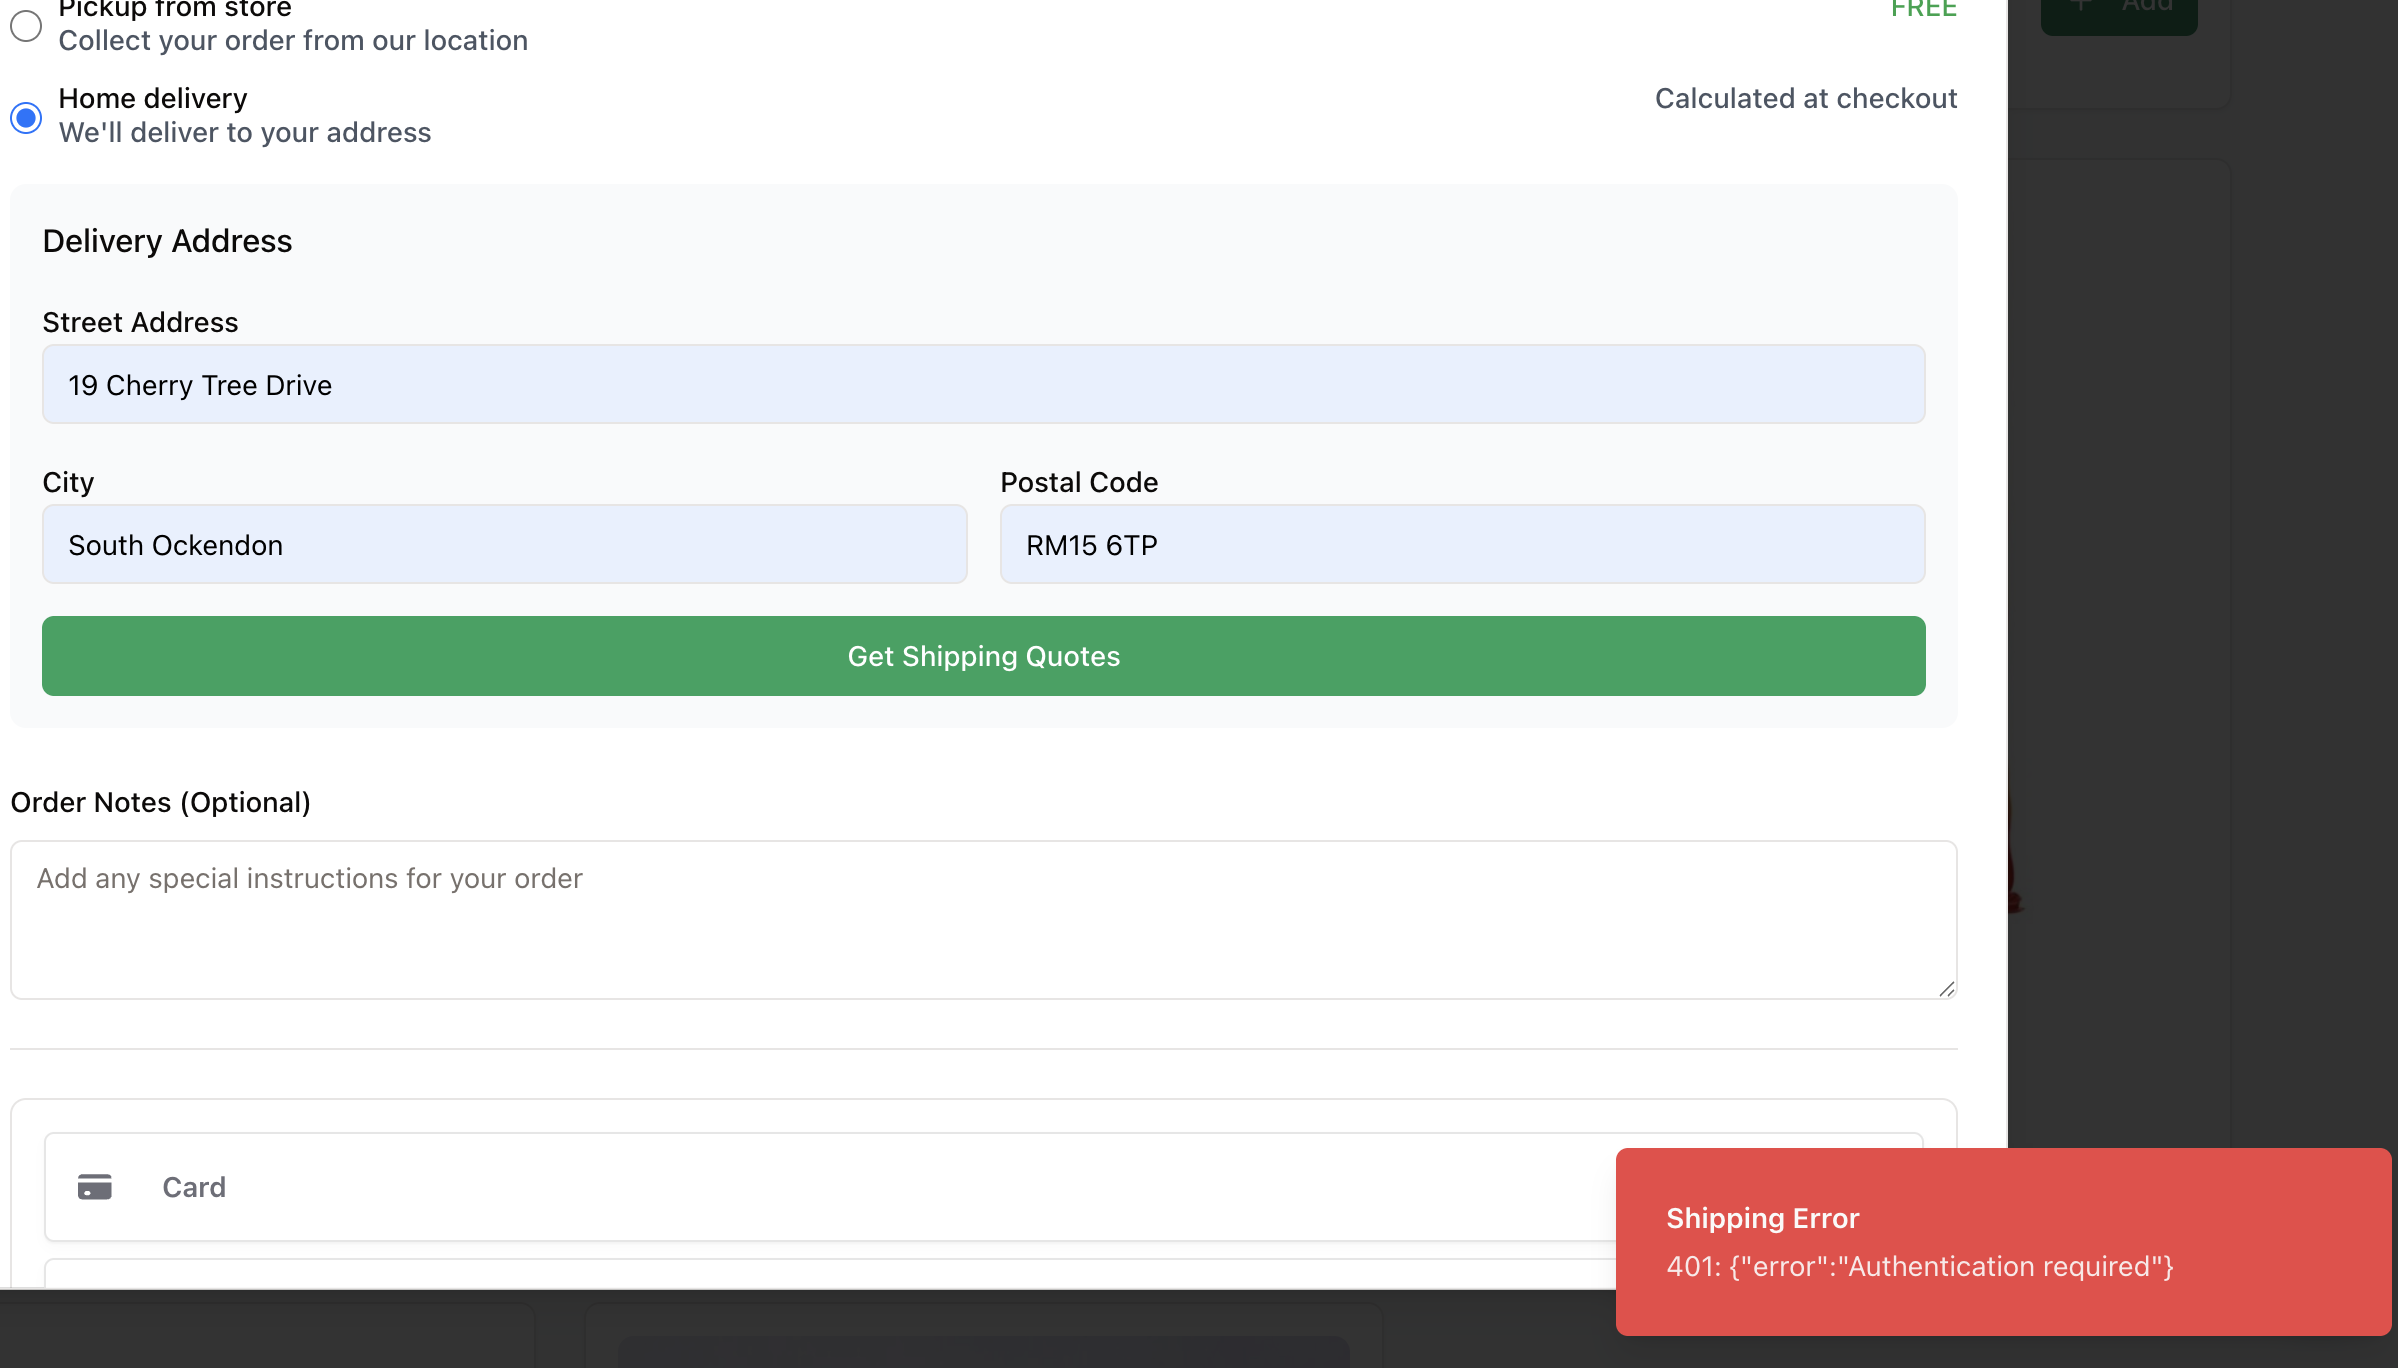 Pickup from store
FREE
Collect your order from our location
Add
Home delivery
Calculated at checkout
We'll deliver to your address
Delivery Address
Street Address
19 Cherry Tree Drive
City
Postal Code
South Ockendon
RM15 6TP
Get Shipping Quotes
Order Notes (Optional)
Add any special instructions for your order
Card
Shipping Error
401: {"error":"Authentication required"}